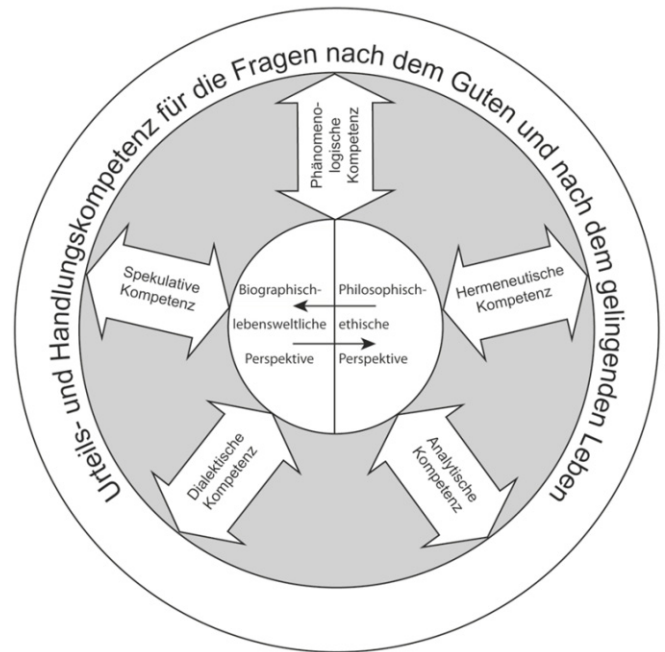 Urteils- und Handlungskompetenz für die Fragen nach dem Guten und nach dem gelingenden Leben
Phänomeno-
logische
Kompetenz
Spekulative
Kompetenz
Hermeneutische
Kompetenz
Biographisch-
lebensweltliche
Perspektive
Philosophisch-
ethische
Perspektive
Dialektische
Kompetenz
Analytische
Kompetenz